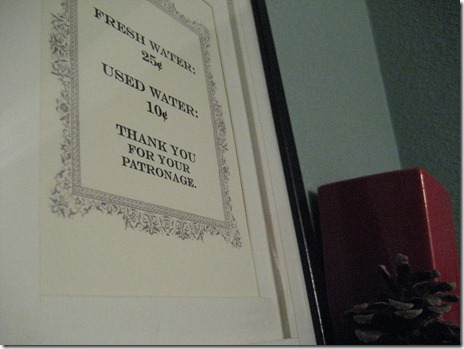 FRESH WATER:
25¢
USED WATER:
10¢
THANK YOU
FOR YOUR
PATRONAGE.